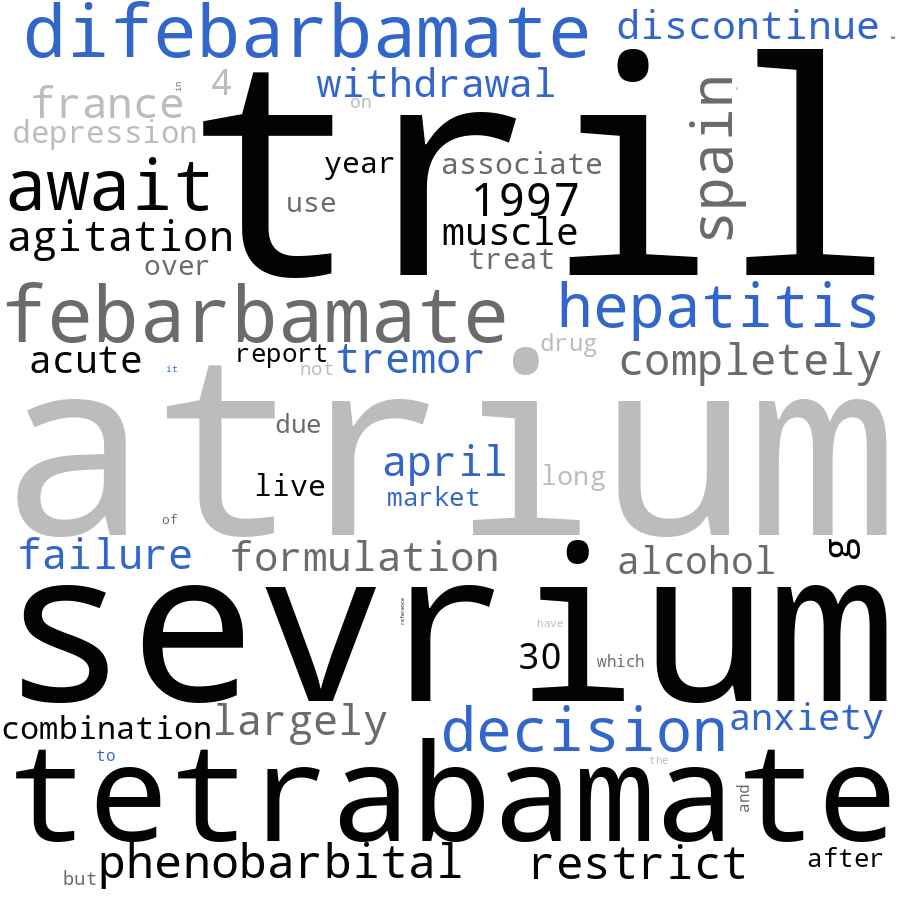 difebarbamate
discontinue
in
4
withdrawal
france
on
depression
tril
spain
await
year
associate
use
1997
agitation
muscle
over
treat
febarbamate
hepatitis
acute
report
tremor
drug
it
not
completely
atrium
due
april
long
live
market
of
failure
formulation
alcohol
g
sevrium
reference
have
30
which
combination
largely
decision
anxiety
to
the
tetrabamate
and
phenobarbital
restrict
after
but